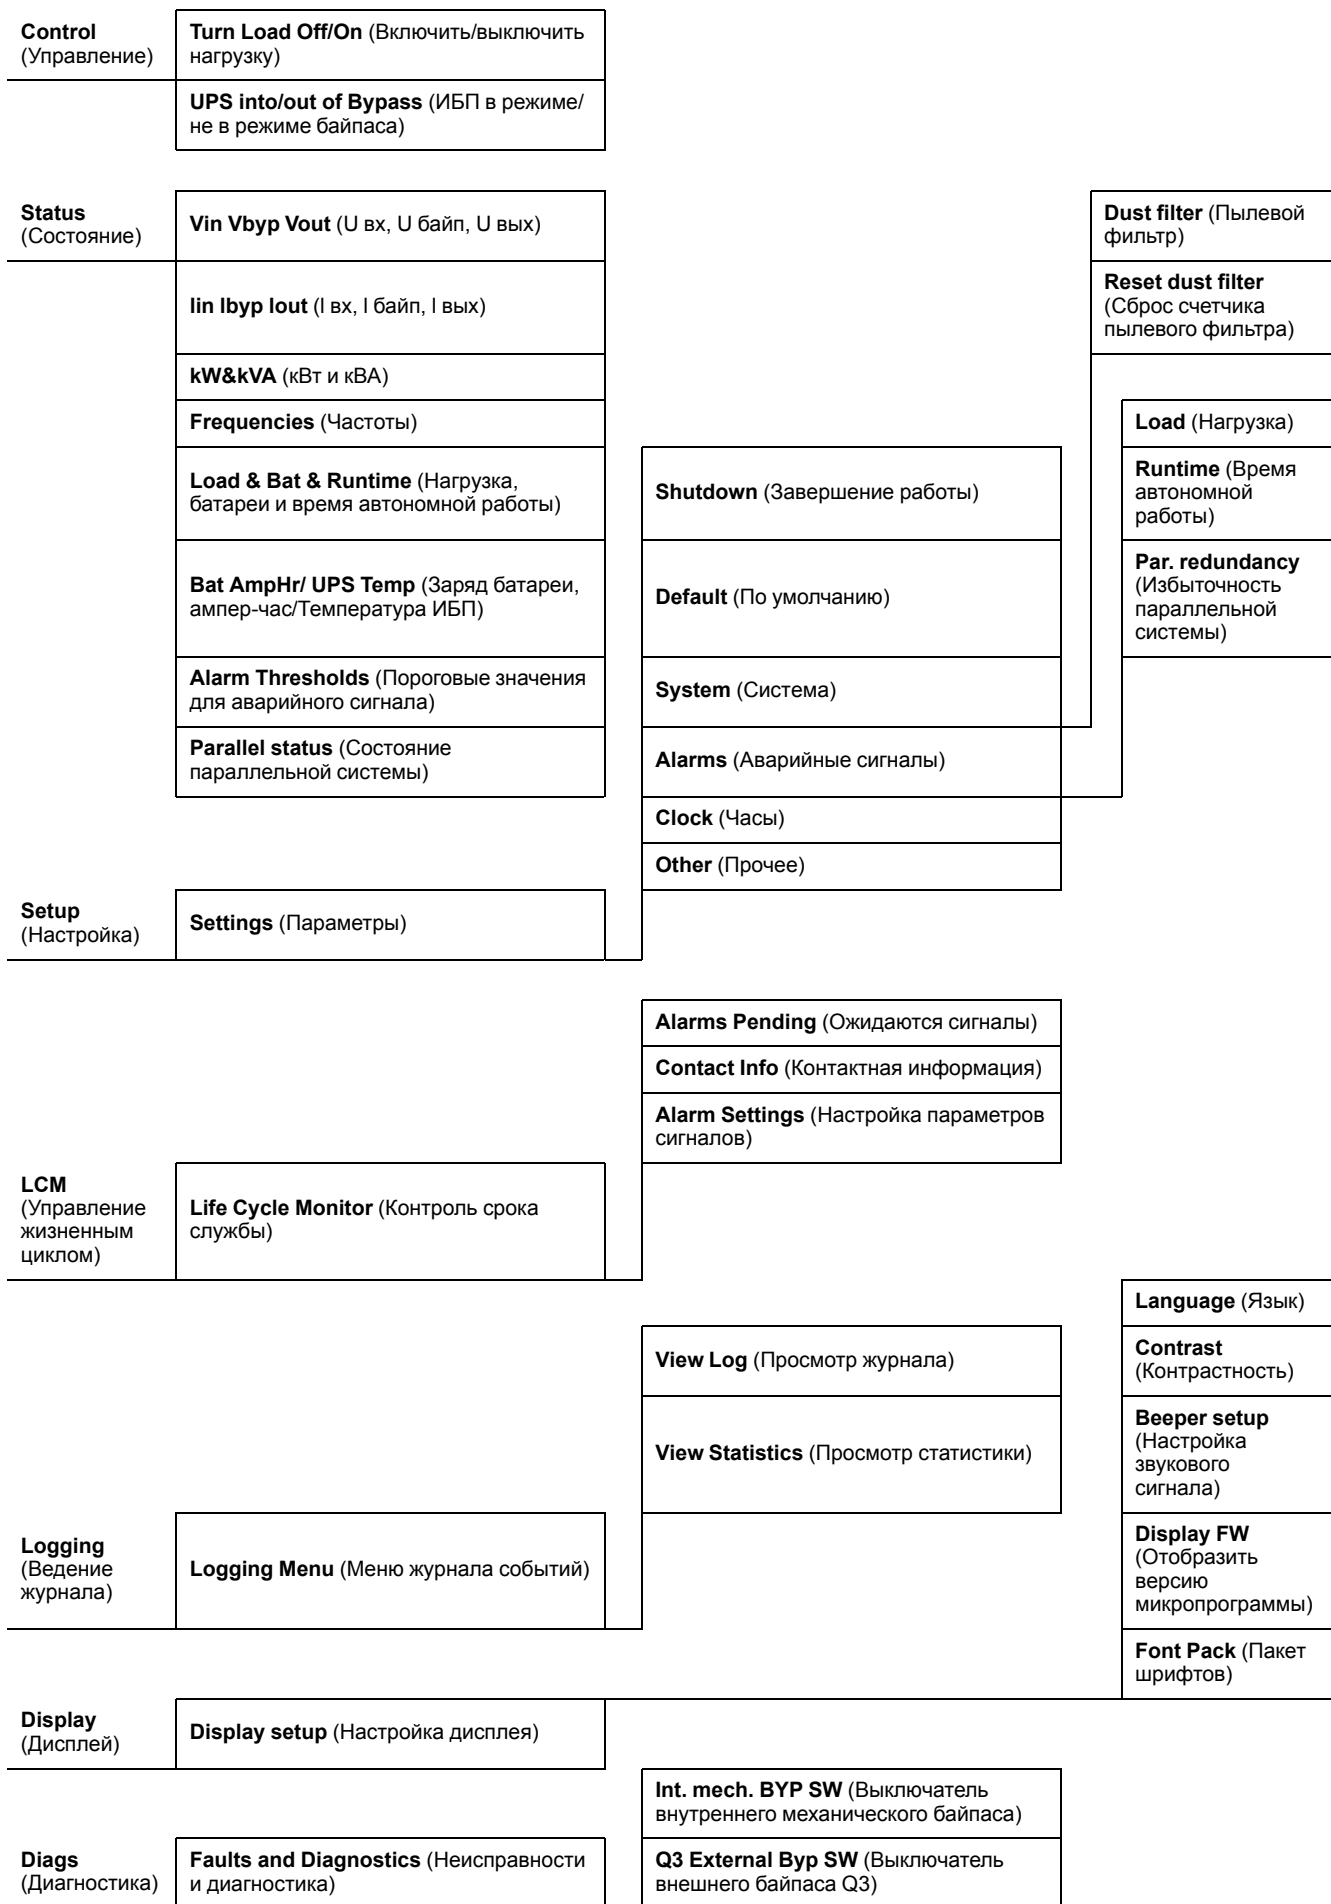 Control
(Управление)
Turn Load Off/On (Включить/выключить
нагрузку)
UPS into/out of Bypass (ИБП в режиме/
не в режиме байпаса)
Status
(Состояние)
Vin Vbyp Vout (U вх, U байп, U вых)
Iin Ibyp Iout (I вх, I байп, I вых)
kW&kVA (кВт и кВА)
Frequencies (Частоты)
Load & Bat & Runtime (Нагрузка,
батареи и время автономной работы)
Bat AmpHr/ UPS Temp (Заряд батареи,
ампер-час/Температура ИБП)
Alarm Thresholds (Пороговые значения
для аварийного сигнала)
Parallel status (Состояние
параллельной системы)
Dust filter (Пылевой
фильтр)
Reset dust filter
(Сброс счетчика
пылевого фильтра)
Load (Нагрузка)
Runtime (Время
автономной
работы)
Par. redundancy
(Избыточность
параллельной
системы)
Shutdown (Завершение работы)
Default (По умолчанию)
System (Система)
Alarms (Аварийные сигналы)
Clock (Часы)
Other (Прочее)
Setup
(Настройка)
Settings (Параметры)
Alarms Pending (Ожидаются сигналы)
Contact Info (Контактная информация)
Alarm Settings (Настройка параметров
сигналов)
LCM
(Управление
жизненным
циклом)
Life Cycle Monitor (Контроль срока
службы)
View Log (Просмотр журнала)
View Statistics (Просмотр статистики)
Logging
(Ведение
журнала)
Logging Menu (Меню журнала событий)
Language (Язык)
Contrast
(Контрастность)
Beeper setup
(Настройка
звукового
сигнала)
Display FW
(Отобразить
версию
микропрограммы)
Font Pack (Пакет
шрифтов)
Display
(Дисплей)
Display setup (Настройка дисплея)
Int. mech. BYP SW (Выключатель
внутреннего механического байпаса)
Diags
(Диагностика)
Faults and Diagnostics (Неисправности
и диагностика)
Q3 External Byp SW (Выключатель
внешнего байпаса Q3)